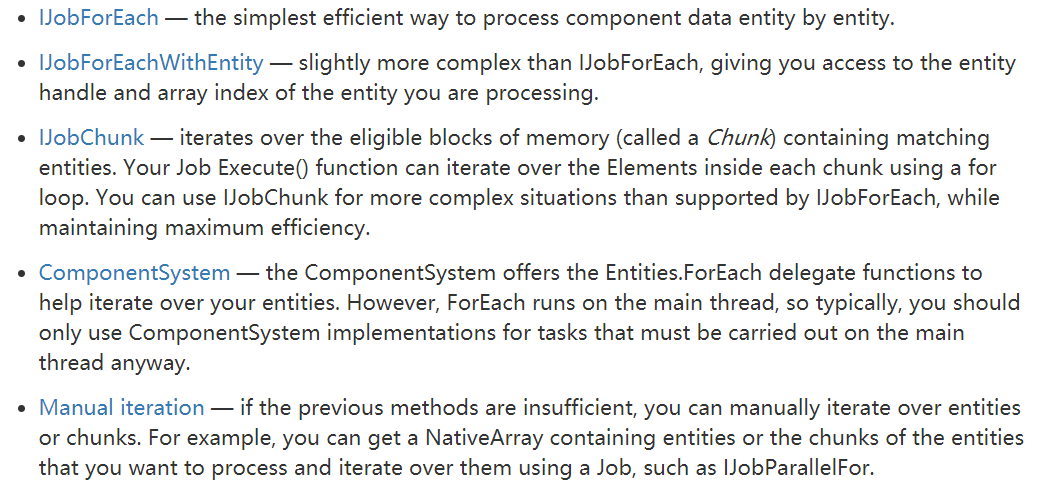 • IJobForEach — the simplest efficient way to process component data entity by entity.
• IJobForEachWithEntity — slightly more complex than IJobForEach, giving you access to the entity
handle and array index of the entity you are processing.
• IJobChunk — iterates over the eligible blocks of memory (called a Chunk) containing matching
entities. Your Job Execute() function can iterate over the Elements inside each chunk using a for
loop. You can use IJobChunk for more complex situations than supported by IJobForEach, while
maintaining maximum efficiency.
• ComponentSystem — the ComponentSystem offers the Entities.ForEach delegate functions to
help iterate over your entities. However, ForEach runs on the main thread, so typically, you should
only use ComponentSystem implementations for tasks that must be carried out on the main
thread anyway.
• Manual iteration — if the previous methods are insufficient, you can manually iterate over entities
or chunks. For example, you can get a NativeArray containing entities or the chunks of the entities
that you want to process and iterate over them using a Job, such as IJobParallelFor.